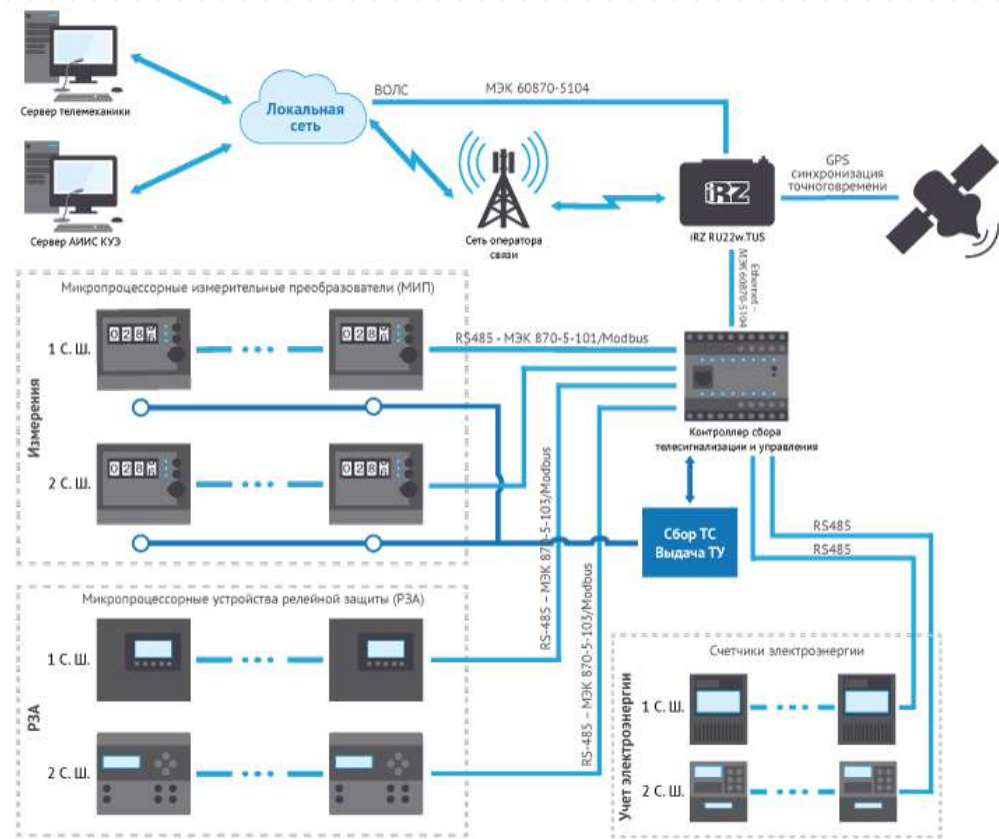 Сервер телемеханики
Локальная
сеть
ВОЛС
МЭК 60870-5104
Сервер АИИС КУЭ
Сеть оператора
связи
iRZ
iRZ RU22w.TUS
GPS
синхронизация
точноговремени
Ethernet –
МЭК 60870-5104
Микропроцессорные измерительные преобразователи (МИП)
Измерения
1 С. Ш.
028
028
RS485 - МЭК 870-5-101/Modbus
Контроллер сбора
телесигнализации и управления
2 С. Ш.
028
028
RS-485 – МЭК 870-5-103/Modbus
RS-485 – МЭК 870-5-103/Modbus
Сбор ТС
Выдача ТУ
RS485
RS485
Микропроцессорные устройства релейной защиты (РЗА)
РЗА
1 С. Ш.
2 С. Ш.
Счетчики электроэнергии
Учет электроэнергии
1 С. Ш.
2 С. Ш.